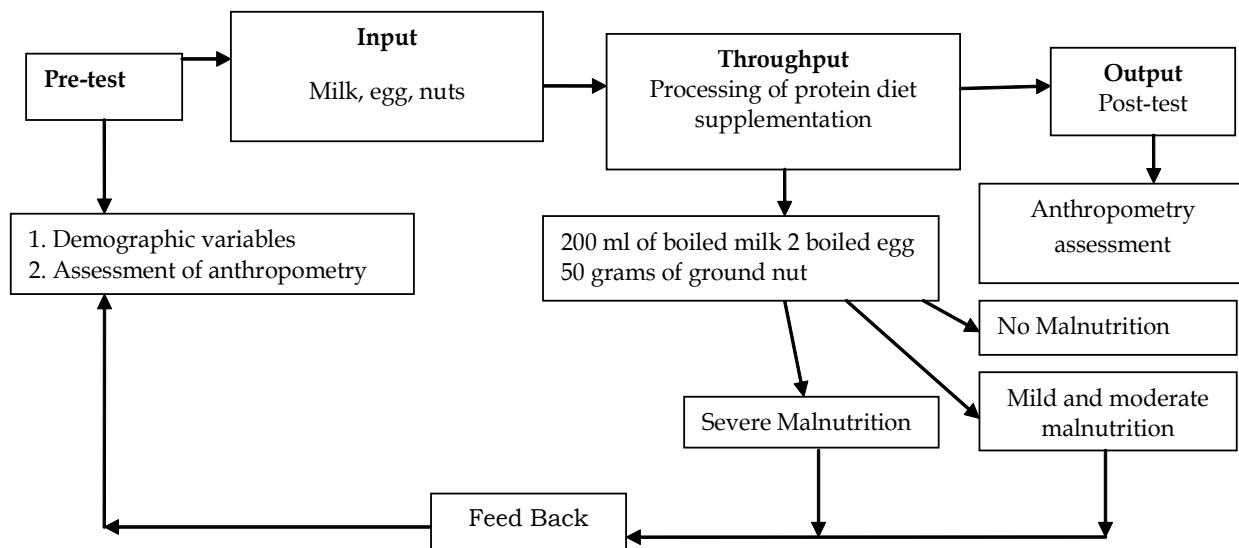 Pre-test
Input
Milk, egg, nuts
Throughput
Processing of protein diet
supplementation
Output
Post-test
1. Demographic variables
2. Assessment of anthropometry
200 ml of boiled milk 2 boiled egg
50 grams of ground nut
Anthropometry
assessment
No Malnutrition
Severe Malnutrition
Mild and moderate
malnutrition
Feed Back